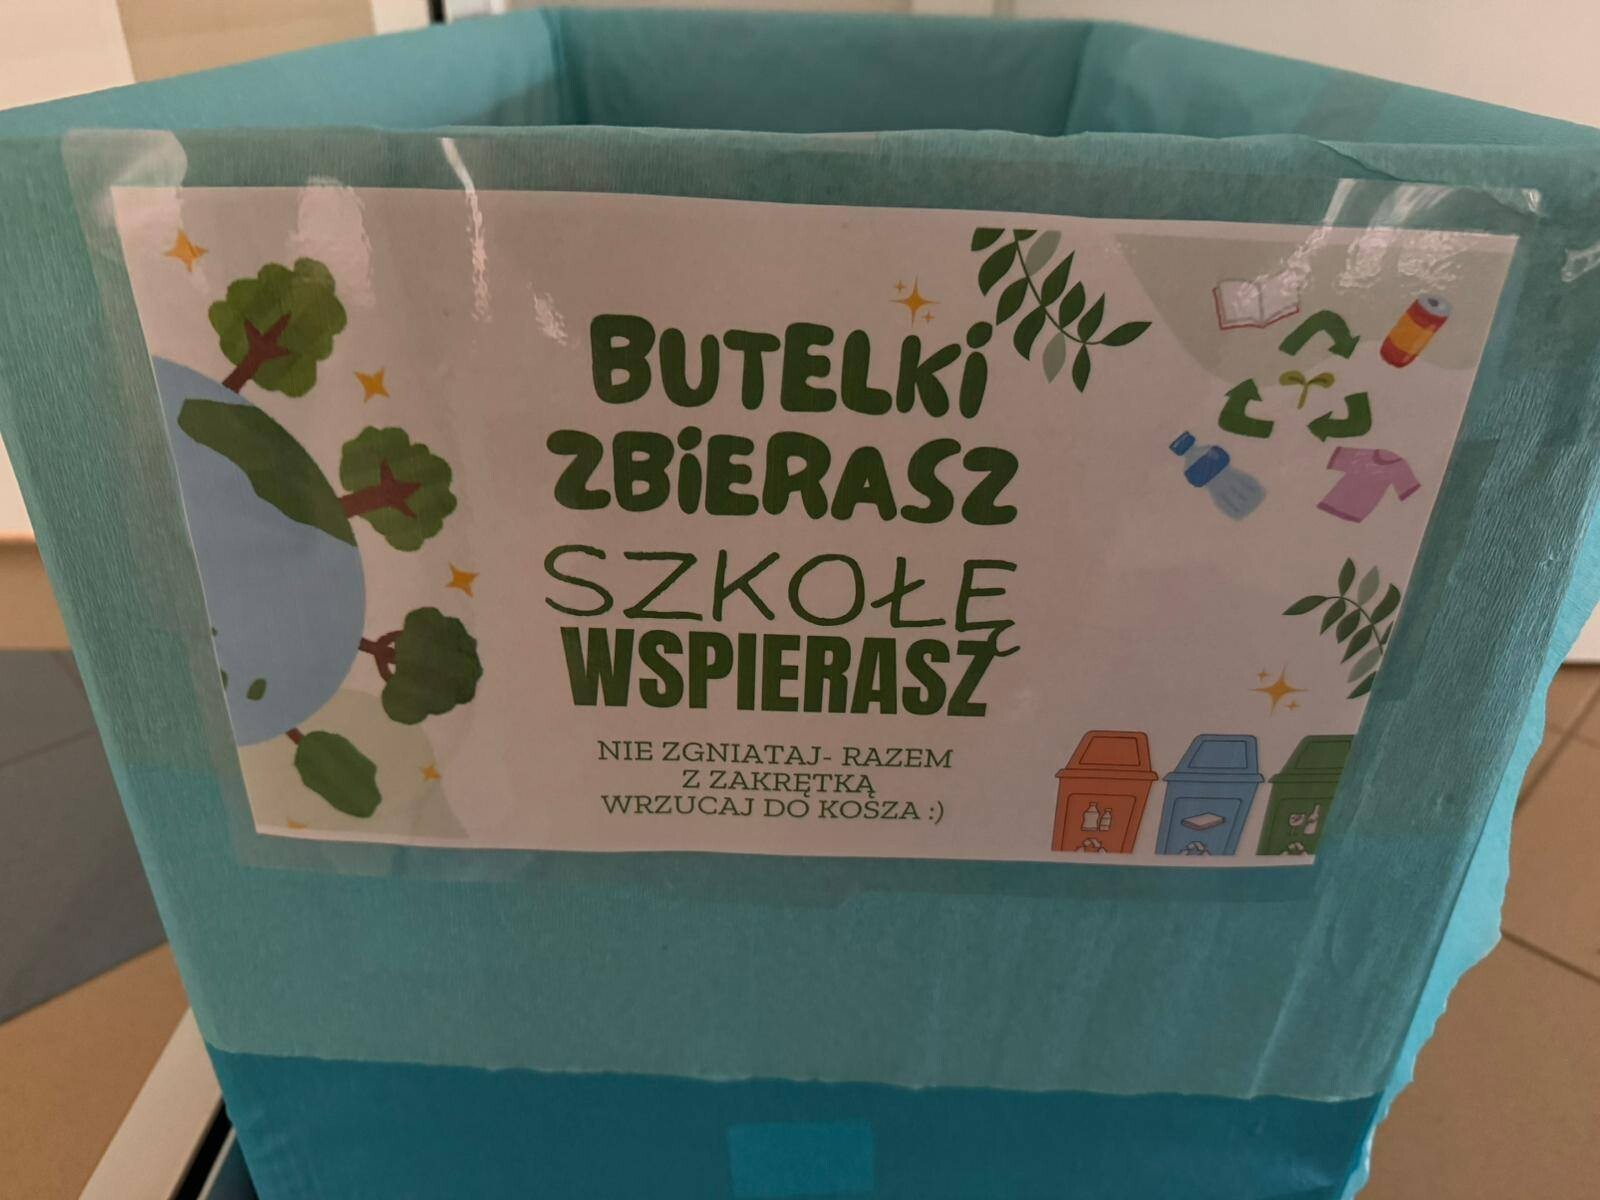 BUTELKI
ZBIERASZ
SZKOŁĘ
WSPIERASZ
NIE ZGNIATAJ- RAZEM
Z ZAKRĘTKĄ
WRZUCAJ DO KOSZA :)